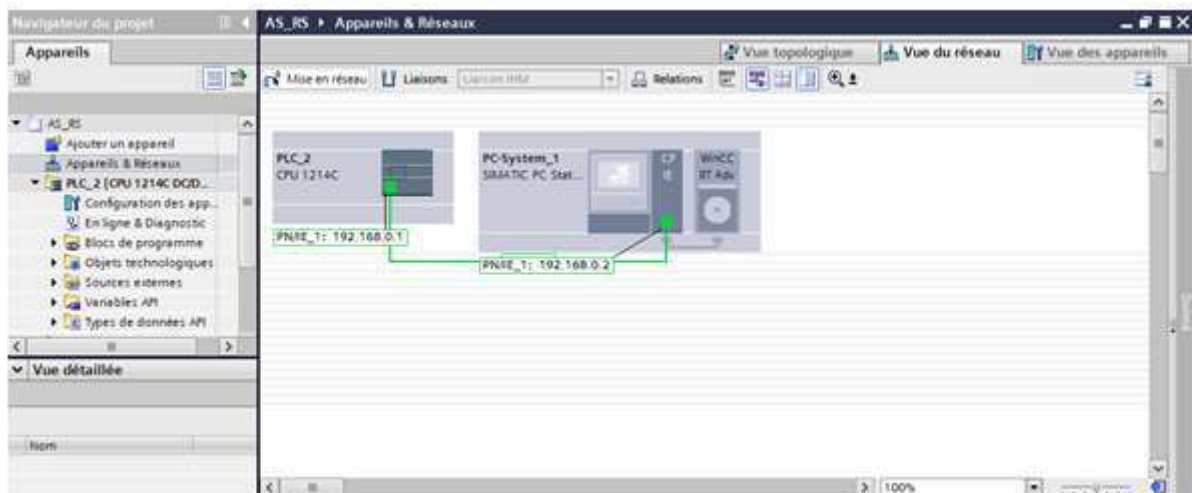 Navigateur du projet
AS_RS ▸ Appareils & Réseaux
Appareils
Vue topologique
Vue du réseau
Vue des appareils
Mise en réseau
Liaisons
Liaison IHM
Relations
AS_RS
Ajouter un appareil
Appareils & Réseaux
PLC_2 [CPU 1214C DC/D...
Configuration des app...
En ligne & Diagnostic
Blocs de programme
Objets technologiques
Sources externes
Variables API
Types de données API
PLC_2
CPU 1214C
PC-System_1
SIMATIC PC Stat...
WinCC
RT Adv
PN/IE_1: 192.168.0.1
PN/IE_1: 192.168.0.2
Vue détaillée
Nom
100%